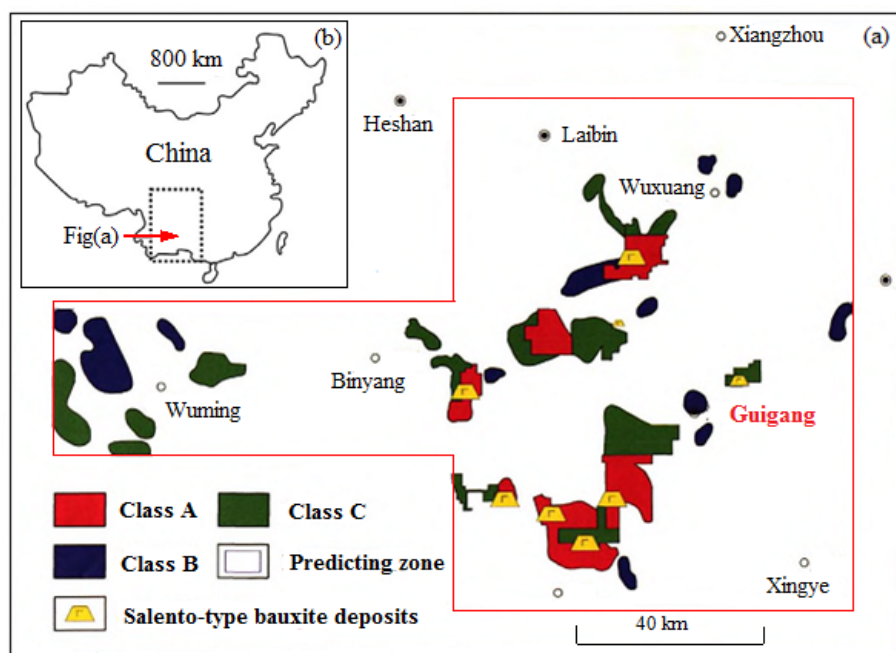 (b)
800 km
China
Fig(a)
(a)
Xiangzhou
Heshan
Laibin
Wuxuang
Binyang
Wuming
Guigang
Class A
Class C
Class B
Predicting zone
Salento-type bauxite deposits
Xingye
40 km